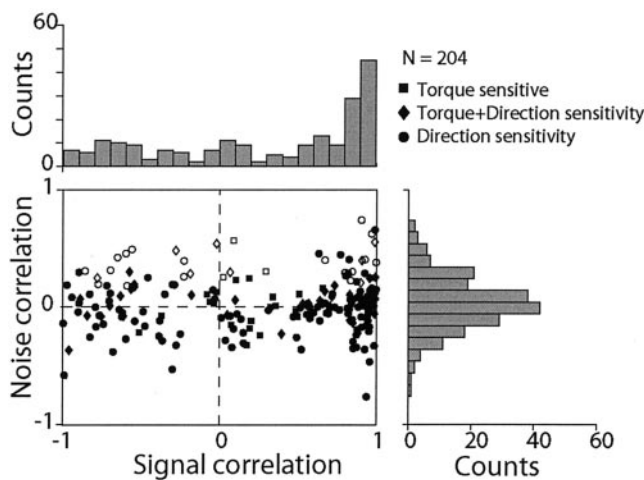 60
Counts
0
N = 204
Torque sensitive
Torque+Direction sensitivity
Direction sensitivity
1
Noise correlation
0
-1
-1
0
1
Signal correlation
0
20
40
60
Counts